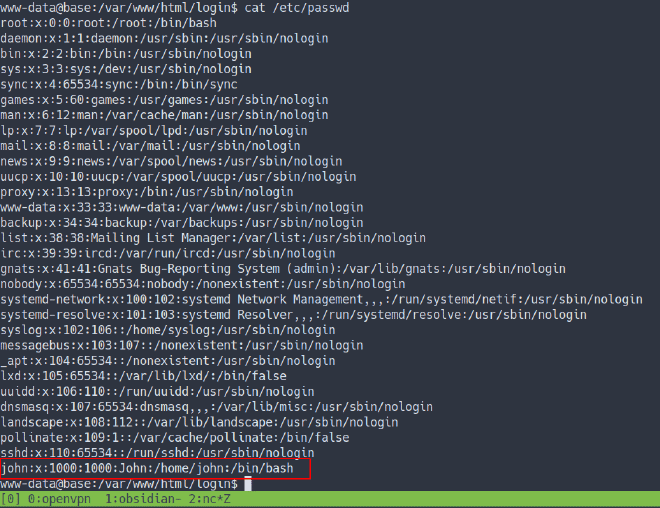 www-data@base:/var/www/html/login$ cat /etc/passwd
root:x:0:0:root:/root:/bin/bash
daemon:x:1:1:daemon:/usr/sbin:/usr/sbin/nologin
bin:x:2:2:bin:/bin:/usr/sbin/nologin
sys:x:3:3:sys:/dev:/usr/sbin/nologin
sync:x:4:65534:sync:/bin:/bin/sync
games:x:5:60:games:/usr/games:/usr/sbin/nologin
man:x:6:12:man:/var/cache/man:/usr/sbin/nologin
lp:x:7:7:lp:/var/spool/lpd:/usr/sbin/nologin
mail:x:8:8:mail:/var/mail:/usr/sbin/nologin
news:x:9:9:news:/var/spool/news:/usr/sbin/nologin
uucp:x:10:10:uucp:/var/spool/uucp:/usr/sbin/nologin
proxy:x:13:13:proxy:/bin:/usr/sbin/nologin
www-data:x:33:33:www-data:/var/www:/usr/sbin/nologin
backup:x:34:34:backup:/var/backups:/usr/sbin/nologin
list:x:38:38:Mailing List Manager:/var/list:/usr/sbin/nologin
irc:x:39:39:ircd:/var/run/ircd:/usr/sbin/nologin
gnats:x:41:41:Gnats Bug-Reporting System (admin):/var/lib/gnats:/usr/sbin/nologin
nobody:x:65534:65534:nobody:/nonexistent:/usr/sbin/nologin
systemd-network:x:100:102:systemd Network Management,,,:/run/systemd/netif:/usr/sbin/nologin
systemd-resolve:x:101:103:systemd Resolver,,,:/run/systemd/resolve:/usr/sbin/nologin
syslog:x:102:106::/home/syslog:/usr/sbin/nologin
messagebus:x:103:107::/nonexistent:/usr/sbin/nologin
_apt:x:104:65534::/nonexistent:/usr/sbin/nologin
lxd:x:105:65534::/var/lib/lxd/:/bin/false
uuidd:x:106:110::/run/uuidd:/usr/sbin/nologin
dnsmasq:x:107:65534:dnsmasq,,,:/var/lib/misc:/usr/sbin/nologin
landscape:x:108:112::/var/lib/landscape:/usr/sbin/nologin
pollinate:x:109:1::/var/cache/pollinate:/bin/false
sshd:x:110:65534::/run/sshd:/usr/sbin/nologin
john:x:1000:1000:John:/home/john:/bin/bash
www-data@base:/var/www/html/login$
[0] 0:openvpn 1:obsidian- 2:nc*Z